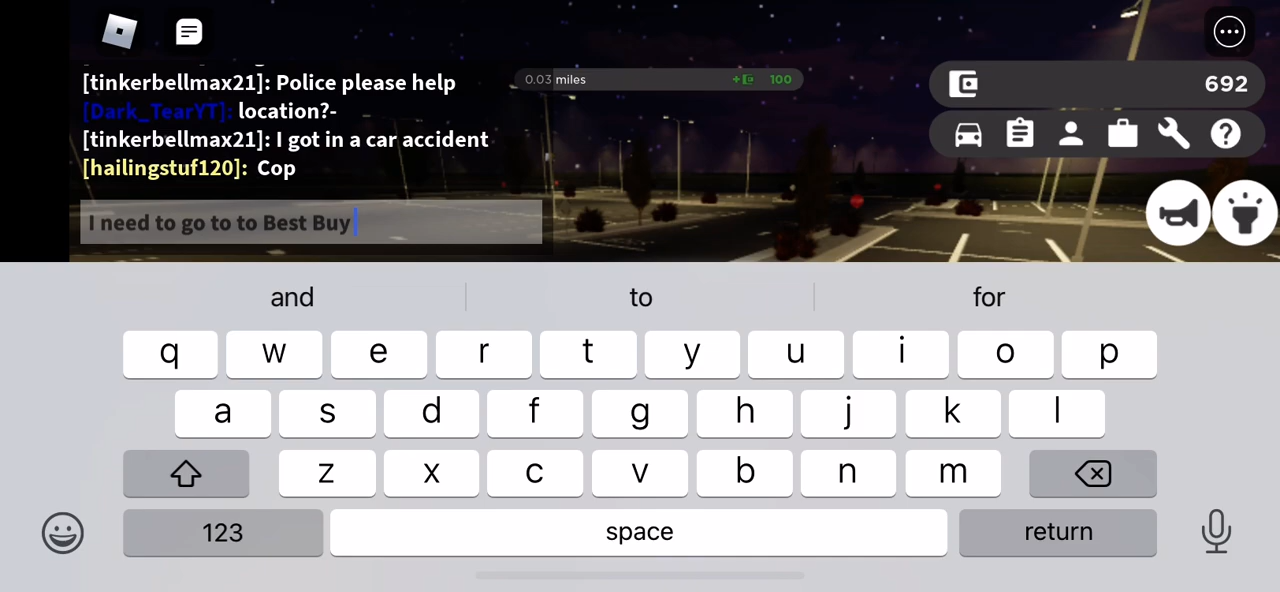 [tinkerbellmax21]: Police please help
[Dark_TearYT]: location?-
[tinkerbellmax21]: I got in a car accident
[hailingstuf120]: Cop
I need to go to to Best Buy
0.03 miles
+ 100
692
and to for
q w e r t y u i o p
a s d f g h j k l
z x c v b n m
123 space return